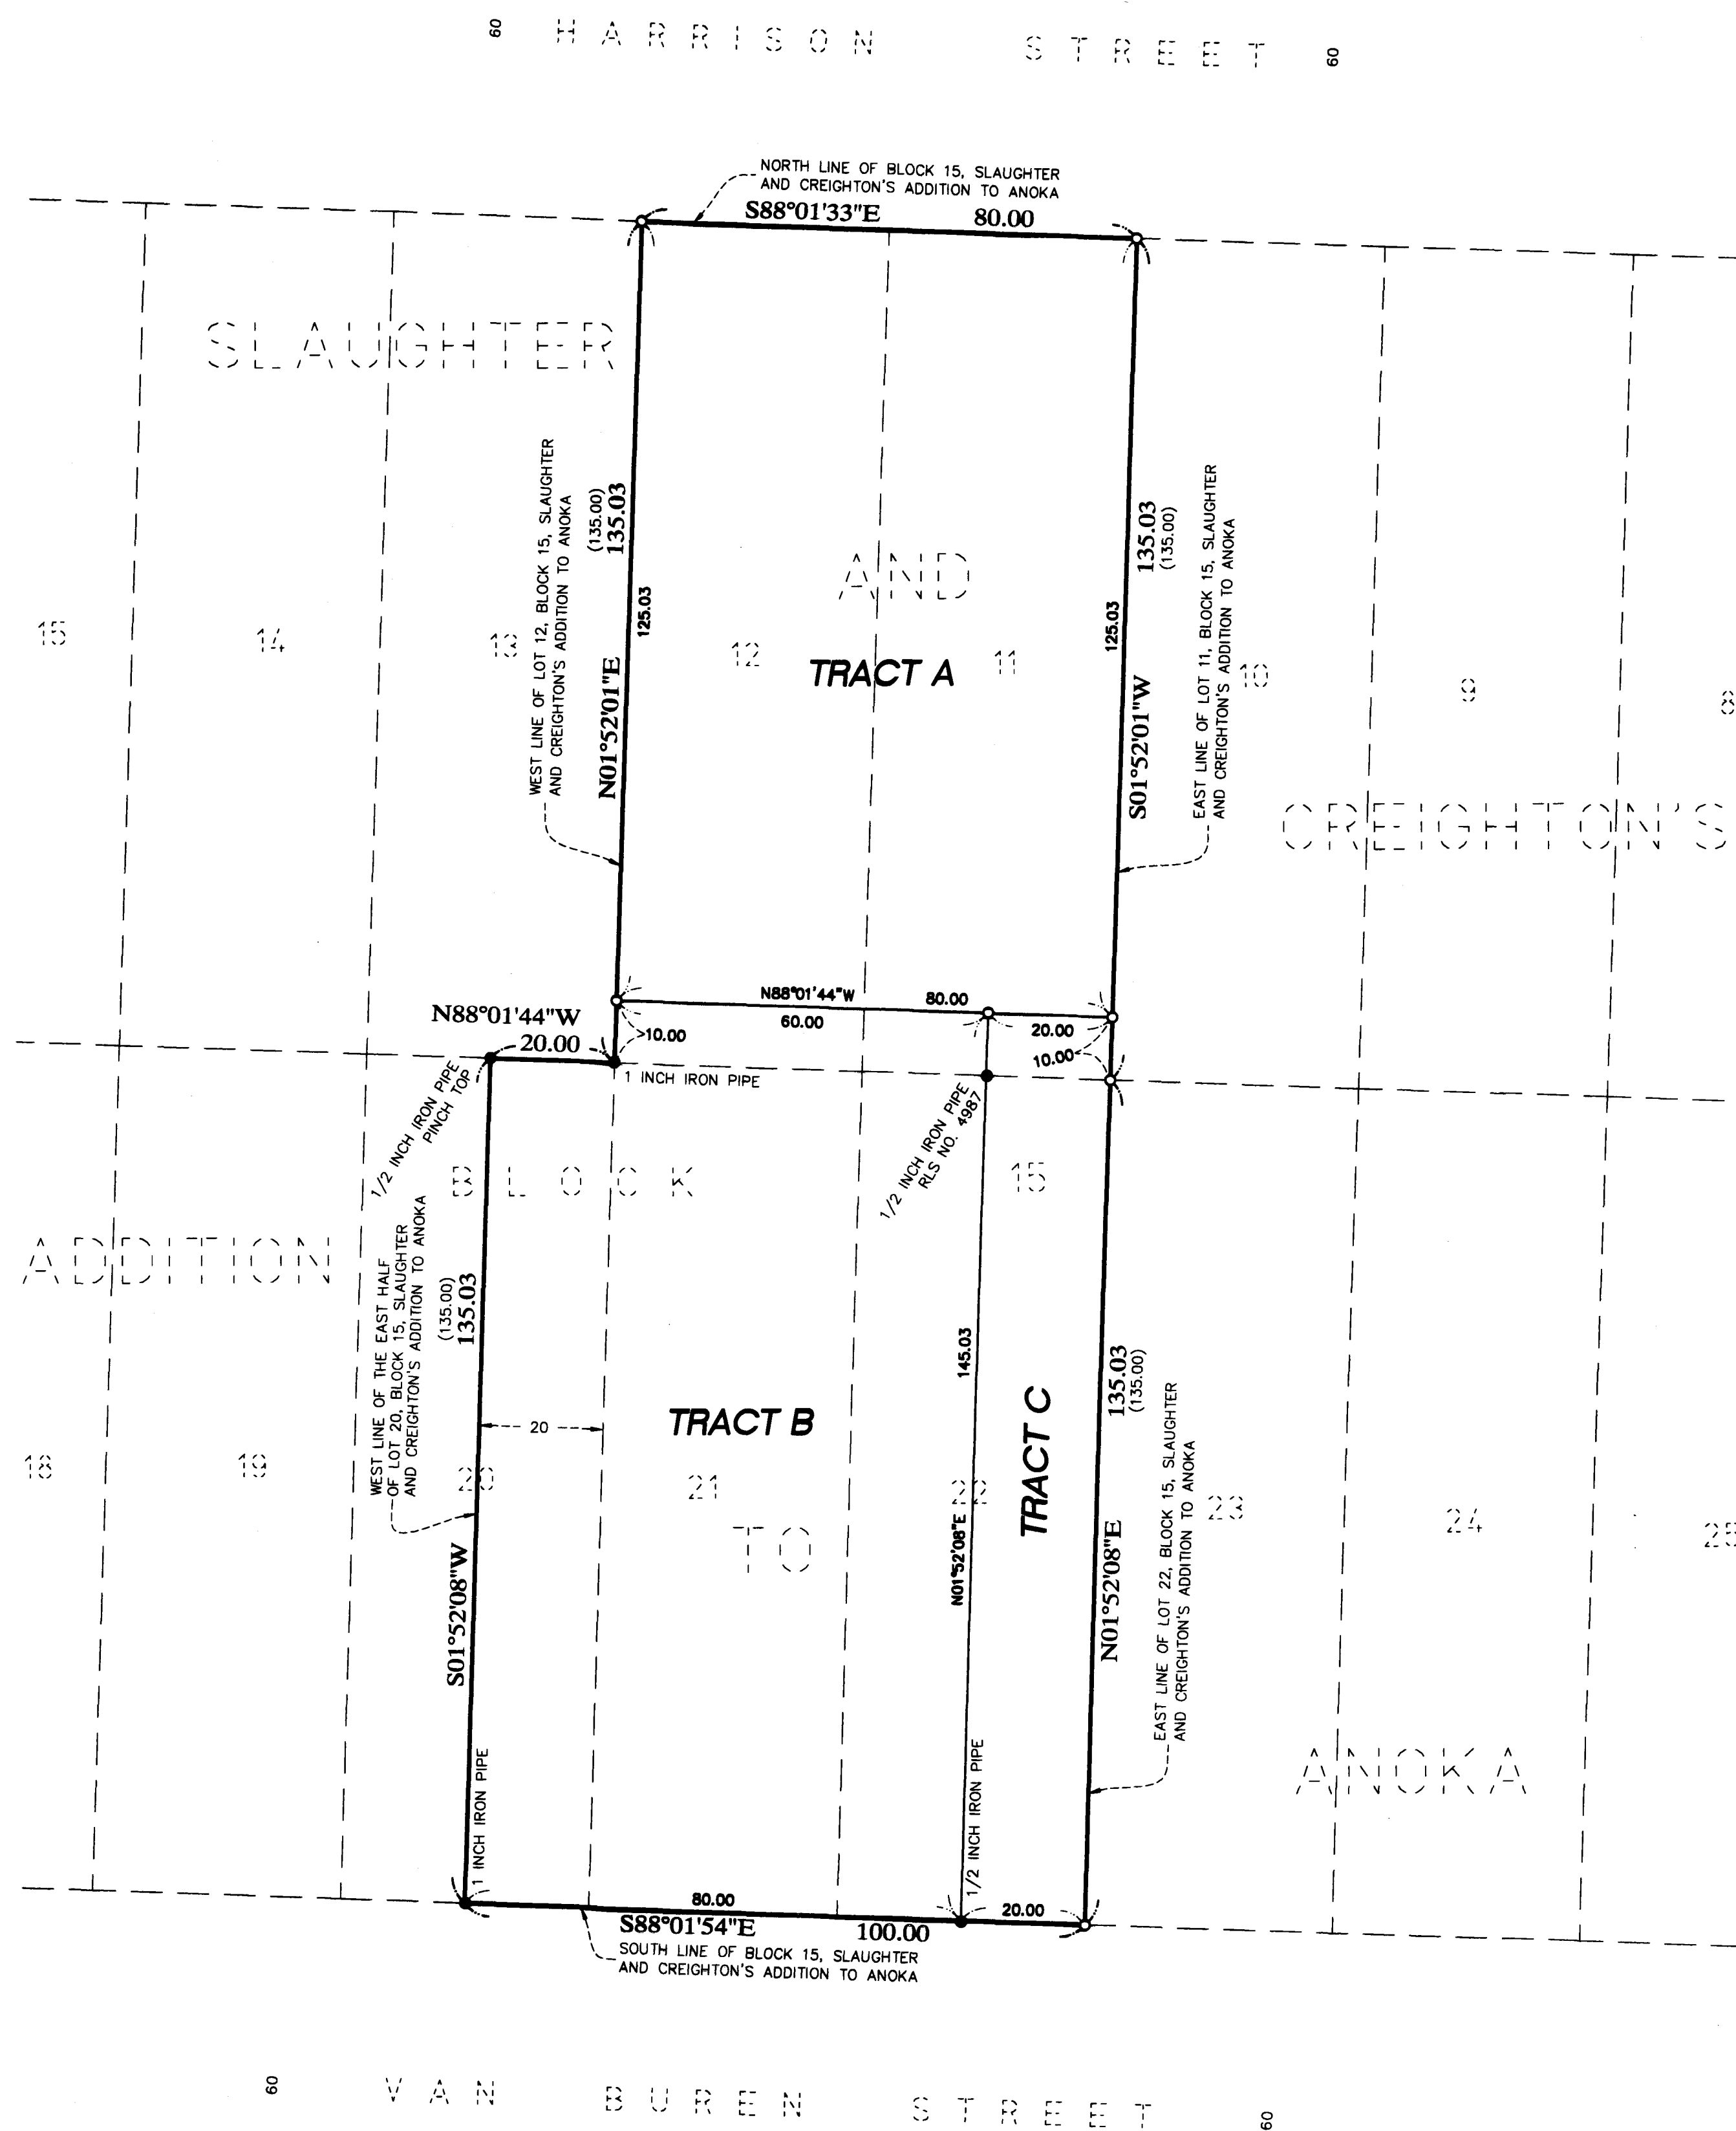 60 HARRISON STREET 60
NORTH LINE OF BLOCK 15, SLAUGHTER
AND CREIGHTON'S ADDITION TO ANOKA
S88°01'33"E 80.00
SLAUGHTER
WEST LINE OF LOT 12, BLOCK 15, SLAUGHTER
AND CREIGHTON'S ADDITION TO ANOKA
(135.00)
135.03
N01°52'01"E
125.03
AND
125.03
135.03
(135.00)
S01°52'01"W
EAST LINE OF LOT 11, BLOCK 15, SLAUGHTER
AND CREIGHTON'S ADDITION TO ANOKA
15 14 13 12 11 10 9 8
TRACT A
CREIGHTON'S
N88°01'44"W 80.00
60.00 20.00
N88°01'44"W
20.00
10.00
10.00
1 INCH IRON PIPE
1/2 INCH IRON PIPE
PINCH TOP
1/2 INCH IRON PIPE
RLS NO. 4987
BLOCK 15
ADDITION
WEST LINE OF THE EAST HALF
OF LOT 20, BLOCK 15, SLAUGHTER
AND CREIGHTON'S ADDITION TO ANOKA
(135.00)
135.03
S01°52'08"W
20
TRACT B
145.03
N01°52'08"E
TRACT C
135.03
(135.00)
N01°52'08"E
EAST LINE OF LOT 22, BLOCK 15, SLAUGHTER
AND CREIGHTON'S ADDITION TO ANOKA
18 19 20 21 22 23 24 25
TO
ANOKA
1 INCH IRON PIPE
1/2 INCH IRON PIPE
80.00 20.00
S88°01'54"E 100.00
SOUTH LINE OF BLOCK 15, SLAUGHTER
AND CREIGHTON'S ADDITION TO ANOKA
60 VAN BUREN STREET 60